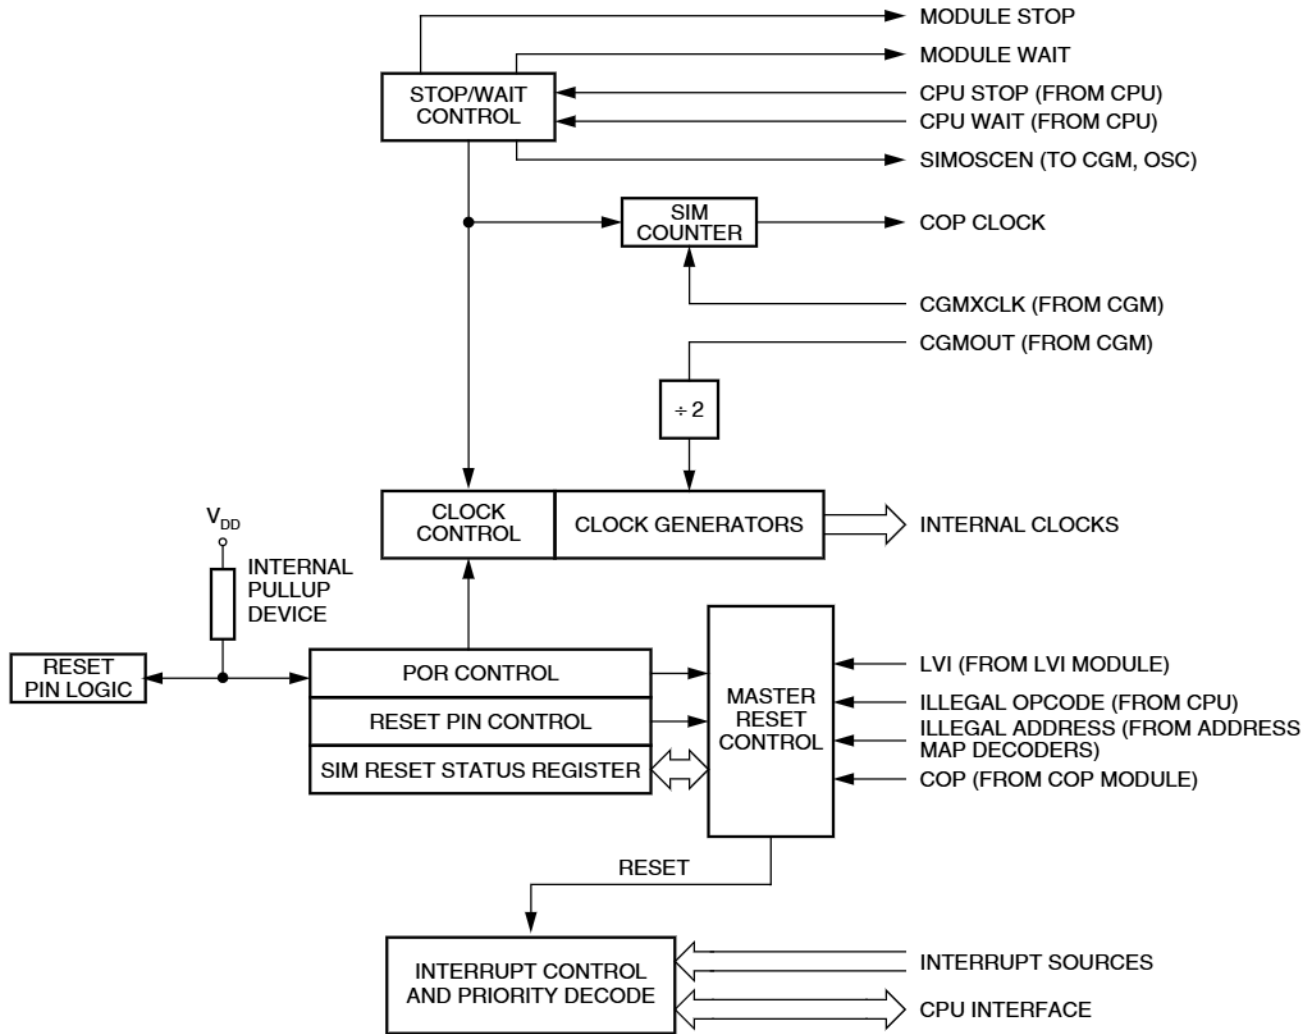 MODULE STOP
MODULE WAIT
STOP/WAIT
CONTROL
CPU STOP (FROM CPU)
CPU WAIT (FROM CPU)
SIMOSCEN (TO CGM, OSC)
SIM
COUNTER
COP CLOCK
CGMXCLK (FROM CGM)
CGMOUT (FROM CGM)
÷ 2
CLOCK
CONTROL
CLOCK GENERATORS
INTERNAL CLOCKS
VDD
INTERNAL
PULLUP
DEVICE
RESET
PIN LOGIC
POR CONTROL
RESET PIN CONTROL
SIM RESET STATUS REGISTER
MASTER
RESET
CONTROL
LVI (FROM LVI MODULE)
ILLEGAL OPCODE (FROM CPU)
ILLEGAL ADDRESS (FROM ADDRESS
MAP DECODERS)
COP (FROM COP MODULE)
RESET
INTERRUPT CONTROL
AND PRIORITY DECODE
INTERRUPT SOURCES
CPU INTERFACE